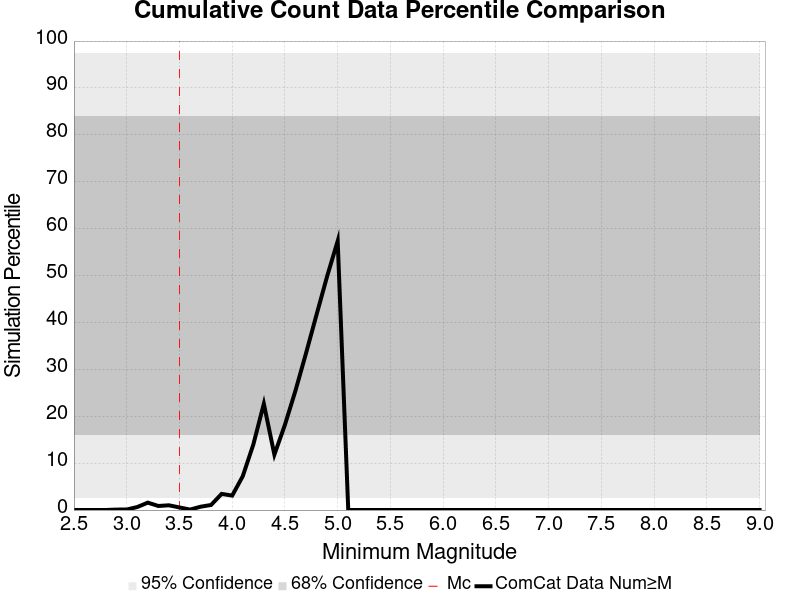 Cumulative Count Data Percentile Comparison
Simulation Percentile
100
90
80
70
60
50
40
30
20
10
0
2.5 3.0 3.5 4.0 4.5 5.0 5.5 6.0 6.5 7.0 7.5 8.0 8.5 9.0
Minimum Magnitude
95% Confidence 68% Confidence Mc ComCat Data Num≥M